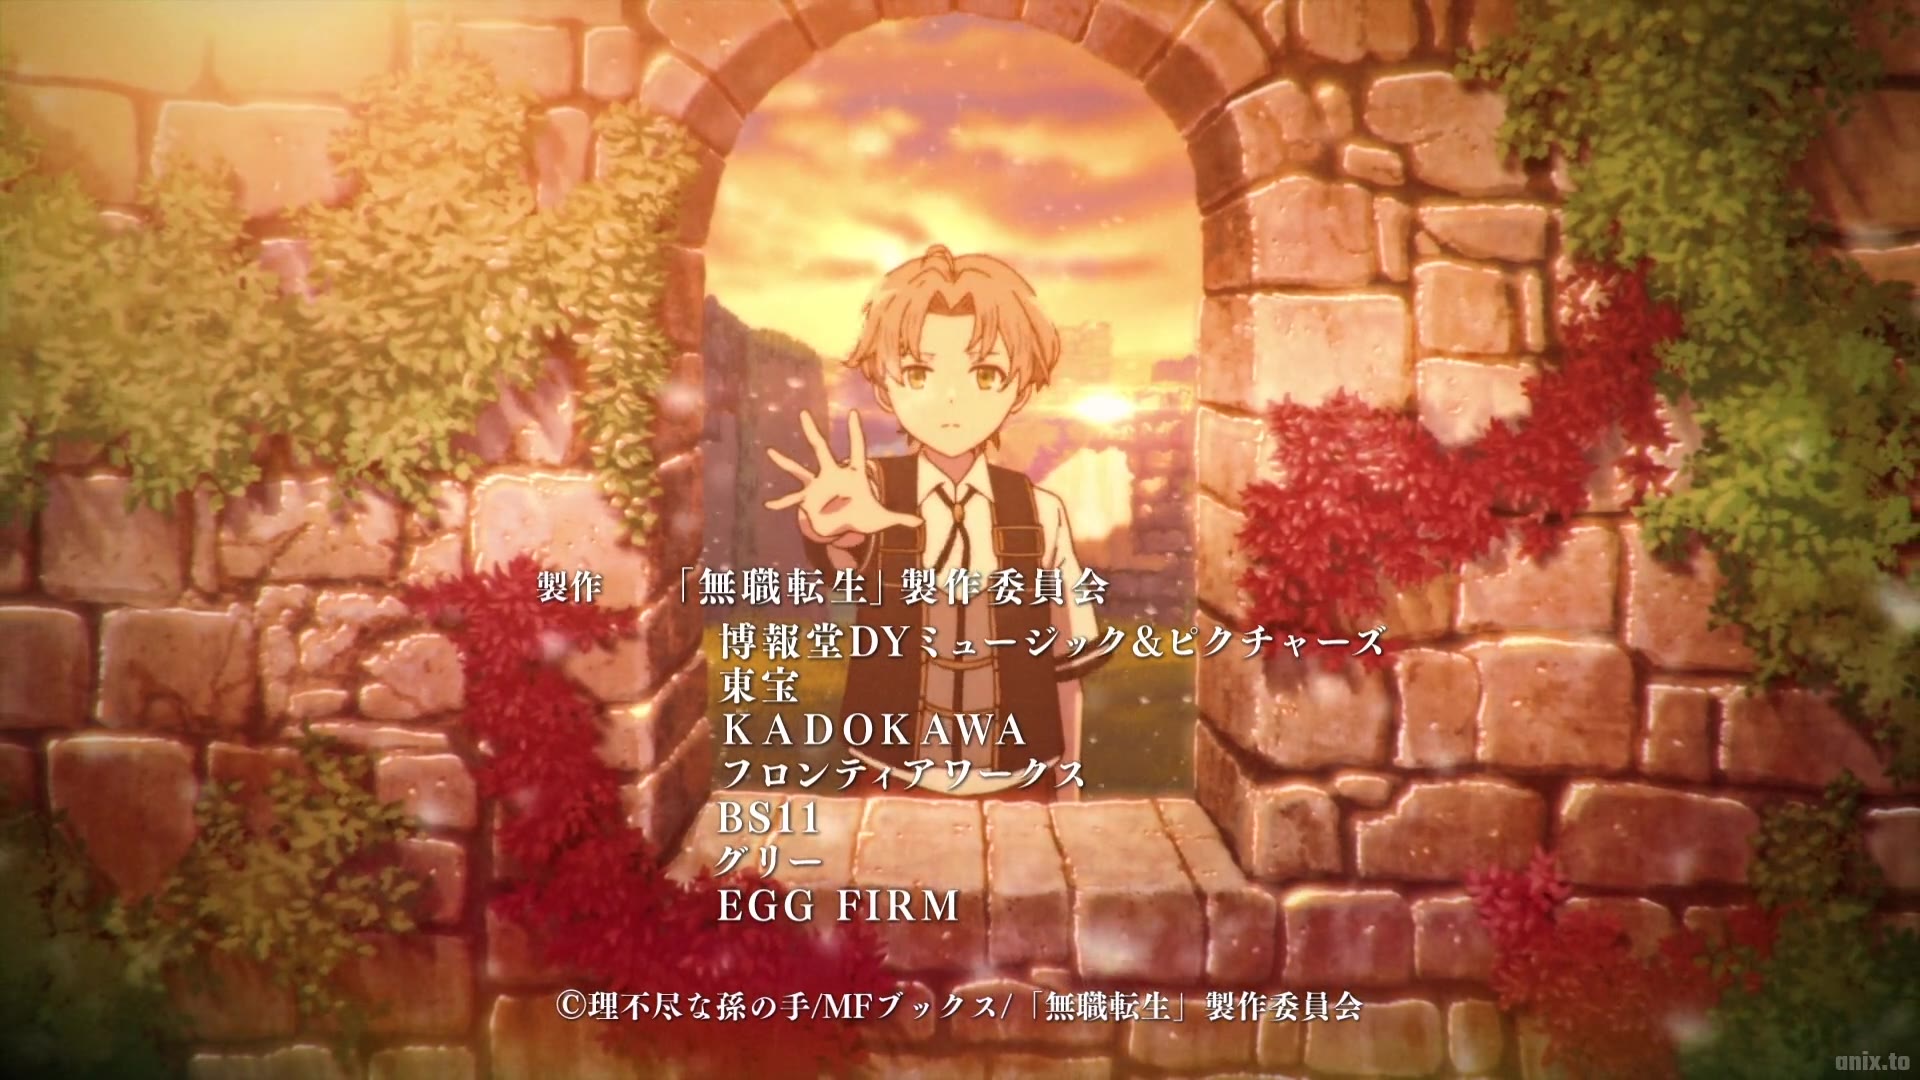 製作 「無職転生」製作委員会
博報堂DYミュージック&ピクチャーズ
東宝
KADOKAWA
フロンティアワークス
BS11
グリー
EGG FIRM
©理不尽な孫の手/MFブックス/「無職転生」製作委員会
anix.to